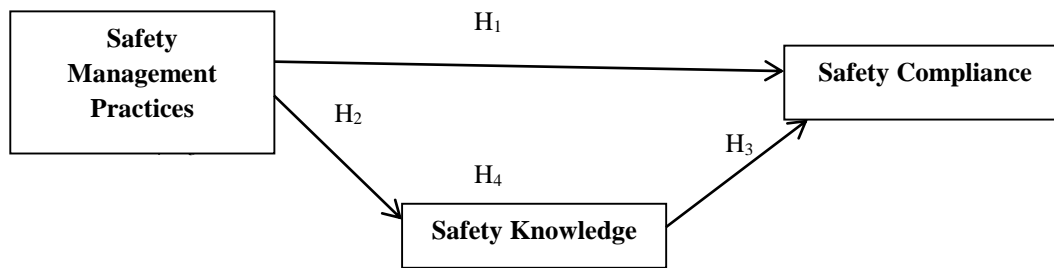 H₁
Safety
Management
Practices
Safety Compliance
H₂
H₃
H₄
Safety Knowledge